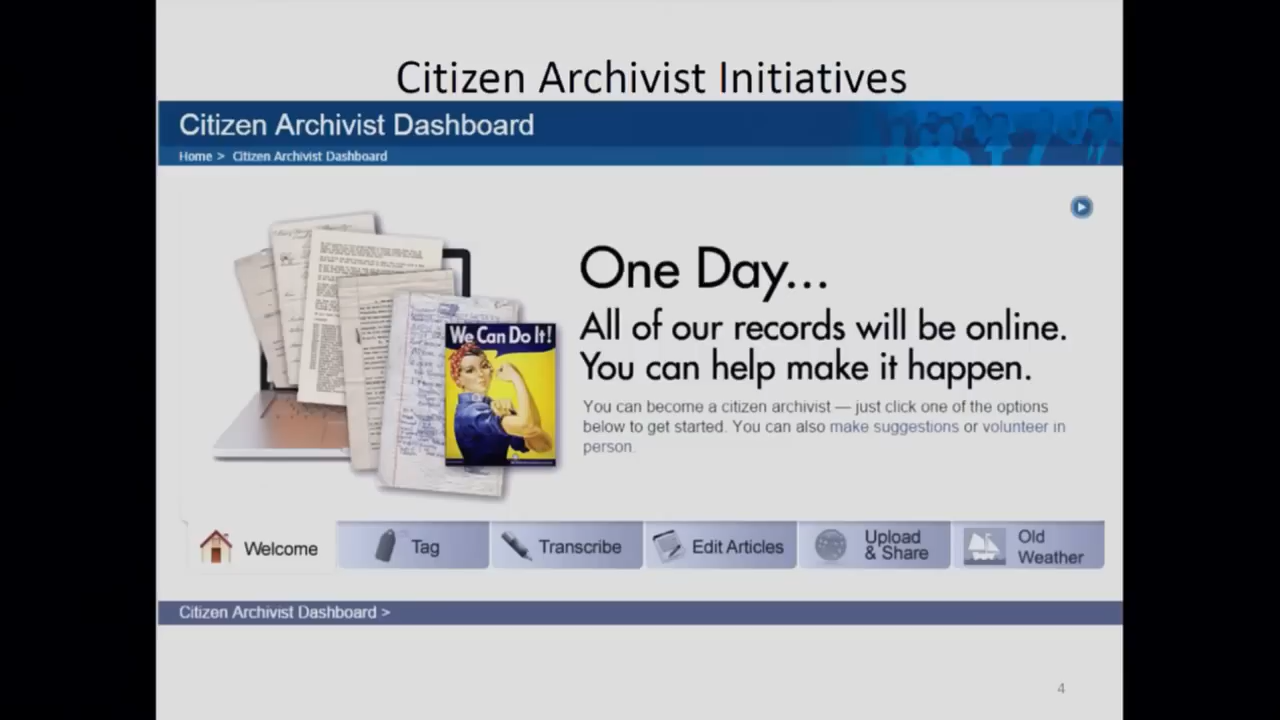 Citizen Archivist Initiatives
Citizen Archivist Dashboard
Home > Citizen Archivist Dashboard
One Day...
All of our records will be online.
You can help make it happen.
You can become a citizen archivist — just click one of the options
below to get started. You can also make suggestions or volunteer in
person.
We Can Do It!
Welcome
Tag
Transcribe
Edit Articles
Upload
& Share
Old
Weather
Citizen Archivist Dashboard >
4